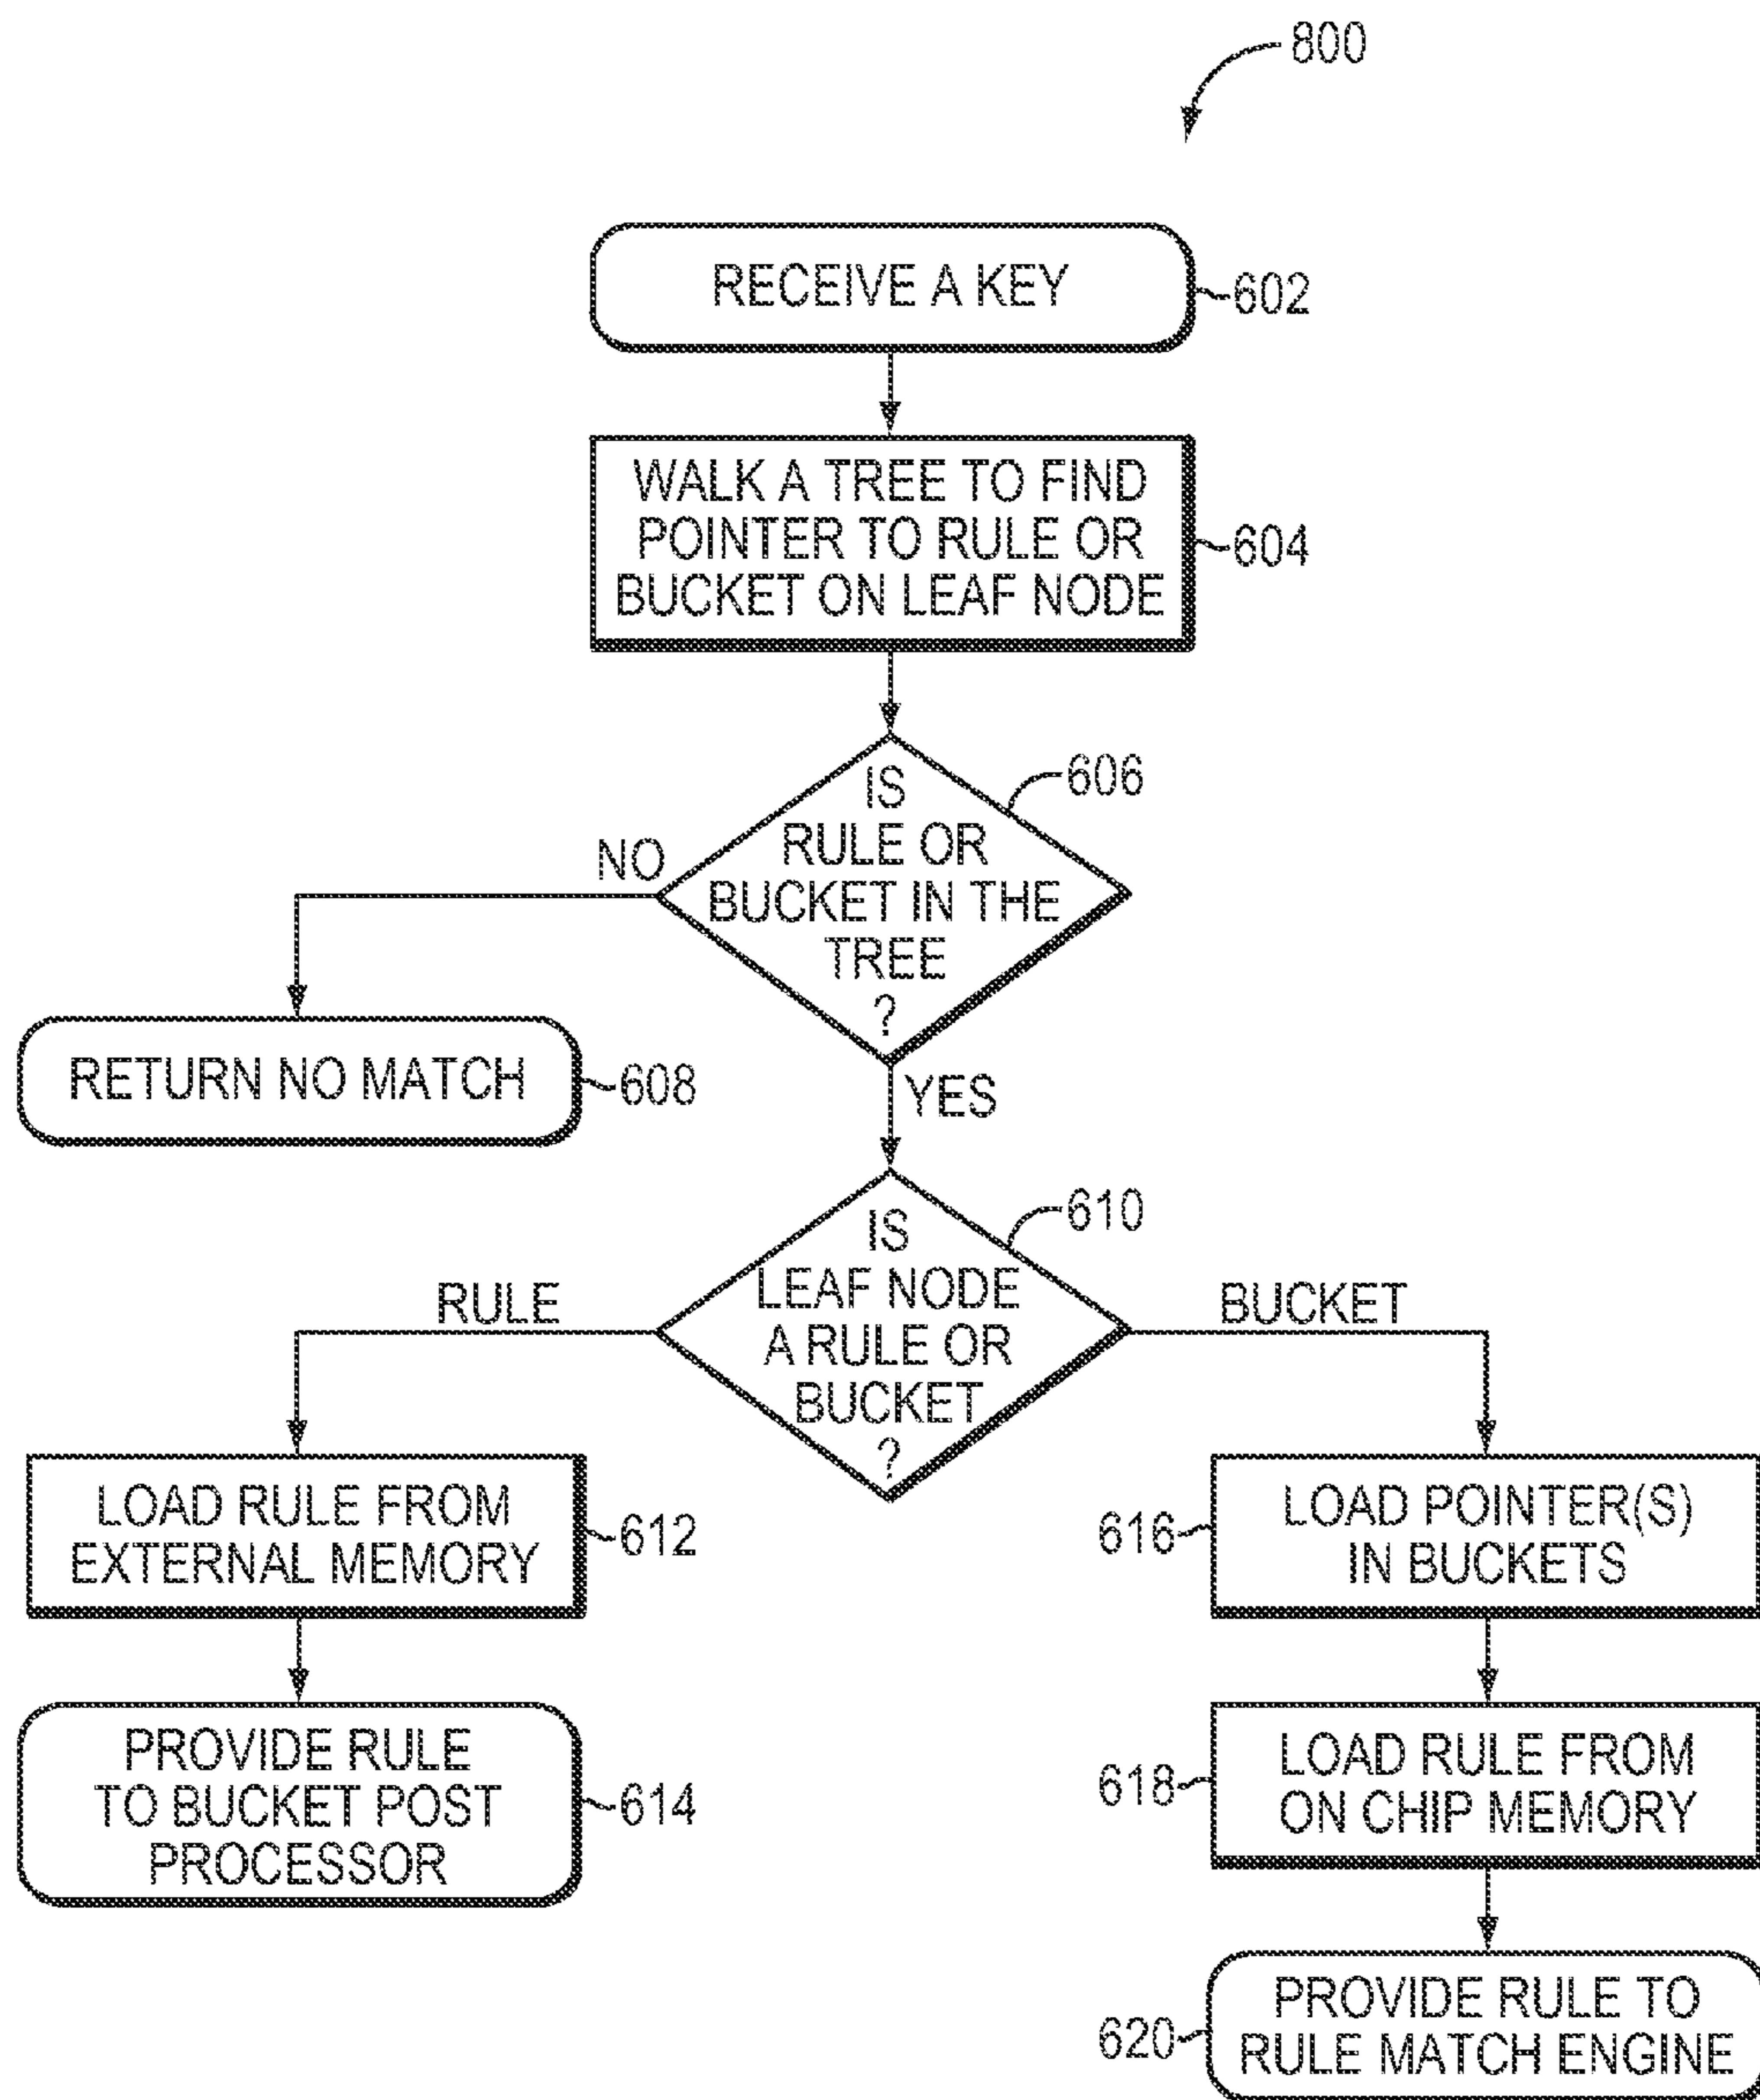 800
RECEIVE A KEY
602
WALK A TREE TO FIND
POINTER TO RULE OR
BUCKET ON LEAF NODE
604
IS
RULE OR
BUCKET IN THE
TREE
?
606
NO
RETURN NO MATCH
608
YES
IS
LEAF NODE
A RULE OR
BUCKET
?
610
RULE
BUCKET
LOAD RULE FROM
EXTERNAL MEMORY
612
PROVIDE RULE
TO BUCKET POST
PROCESSOR
614
616
LOAD POINTER(S)
IN BUCKETS
618
LOAD RULE FROM
ON CHIP MEMORY
620
PROVIDE RULE TO
RULE MATCH ENGINE